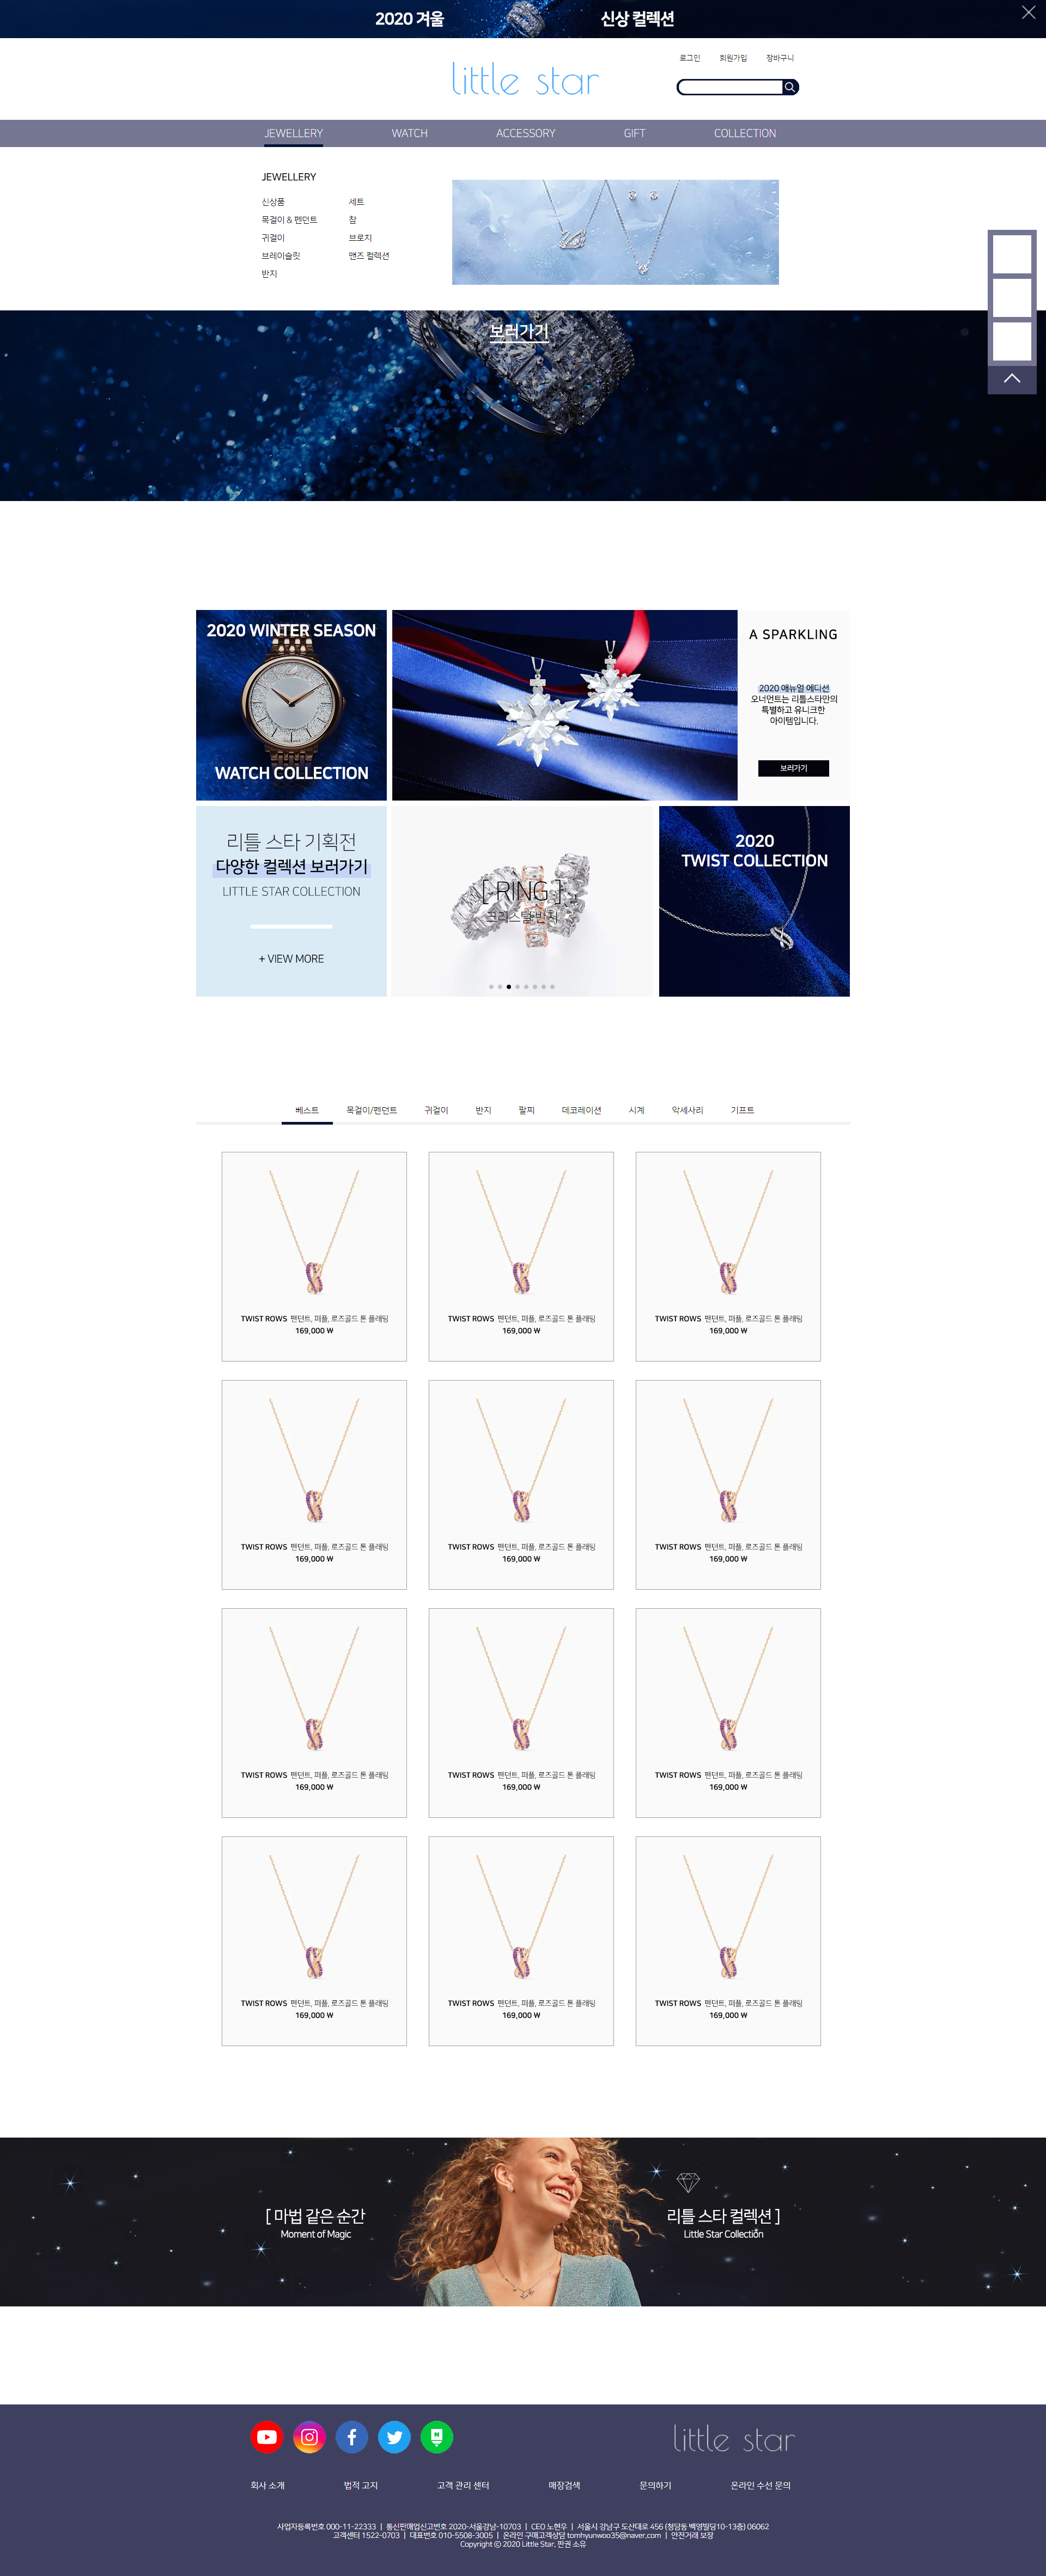 2020 겨울 신상 컬렉션
로그인 회원가입 장바구니
little star
JEWELLERY WATCH ACCESSORY GIFT COLLECTION
JEWELLERY
신상품 세트
목걸이 & 펜던트 참
귀걸이 브로치
브레이슬릿 맨즈 컬렉션
반지
보러가기
2020 WINTER SEASON
WATCH COLLECTION
A SPARKLING
2020 애뉴얼 에디션
오너먼트는 리틀스타만의
특별하고 유니크한
아이템입니다.
보러가기
리틀 스타 기획전
다양한 컬렉션 보러가기
LITTLE STAR COLLECTION
+ VIEW MORE
[ RING ]
크리스털 반지
2020
TWIST COLLECTION
베스트 목걸이/펜던트 귀걸이 반지 팔찌 데코레이션 시계 악세사리 기프트
TWIST ROWS 펜던트, 퍼플, 로즈골드 톤 플래팅
169,000 ₩
TWIST ROWS 펜던트, 퍼플, 로즈골드 톤 플래팅
169,000 ₩
TWIST ROWS 펜던트, 퍼플, 로즈골드 톤 플래팅
169,000 ₩
TWIST ROWS 펜던트, 퍼플, 로즈골드 톤 플래팅
169,000 ₩
TWIST ROWS 펜던트, 퍼플, 로즈골드 톤 플래팅
169,000 ₩
TWIST ROWS 펜던트, 퍼플, 로즈골드 톤 플래팅
169,000 ₩
TWIST ROWS 펜던트, 퍼플, 로즈골드 톤 플래팅
169,000 ₩
TWIST ROWS 펜던트, 퍼플, 로즈골드 톤 플래팅
169,000 ₩
TWIST ROWS 펜던트, 퍼플, 로즈골드 톤 플래팅
169,000 ₩
TWIST ROWS 펜던트, 퍼플, 로즈골드 톤 플래팅
169,000 ₩
TWIST ROWS 펜던트, 퍼플, 로즈골드 톤 플래팅
169,000 ₩
TWIST ROWS 펜던트, 퍼플, 로즈골드 톤 플래팅
169,000 ₩
[ 마법 같은 순간
Moment of Magic
리틀 스타 컬렉션 ]
Little Star Collection
little star
회사 소개 법적 고지 고객 관리 센터 매장검색 문의하기 온라인 수선 문의
사업자등록번호 000-11-22333 | 통신판매업신고번호 2020-서울강남-10703 | CEO 노현우 | 서울시 강남구 도산대로 456 (청담동 백영빌딩10-13층) 06062
고객센터 1522-0703 | 대표번호 010-5508-3005 | 온라인 구매고객상담 tomhyunwoo35@naver.com | 안전거래 보장
Copyright ⓒ 2020 Little Star. 판권 소유